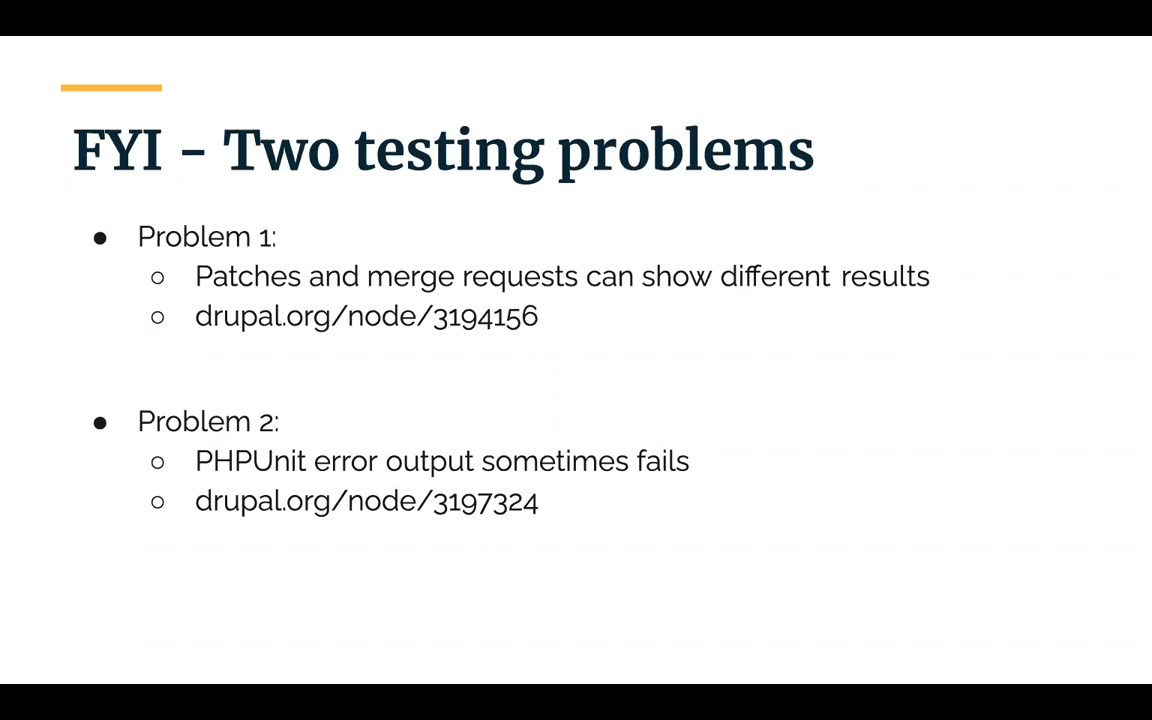 FYI - Two testing problems
● Problem 1:
○ Patches and merge requests can show different results
○ drupal.org/node/3194156
● Problem 2:
○ PHPUnit error output sometimes fails
○ drupal.org/node/3197324